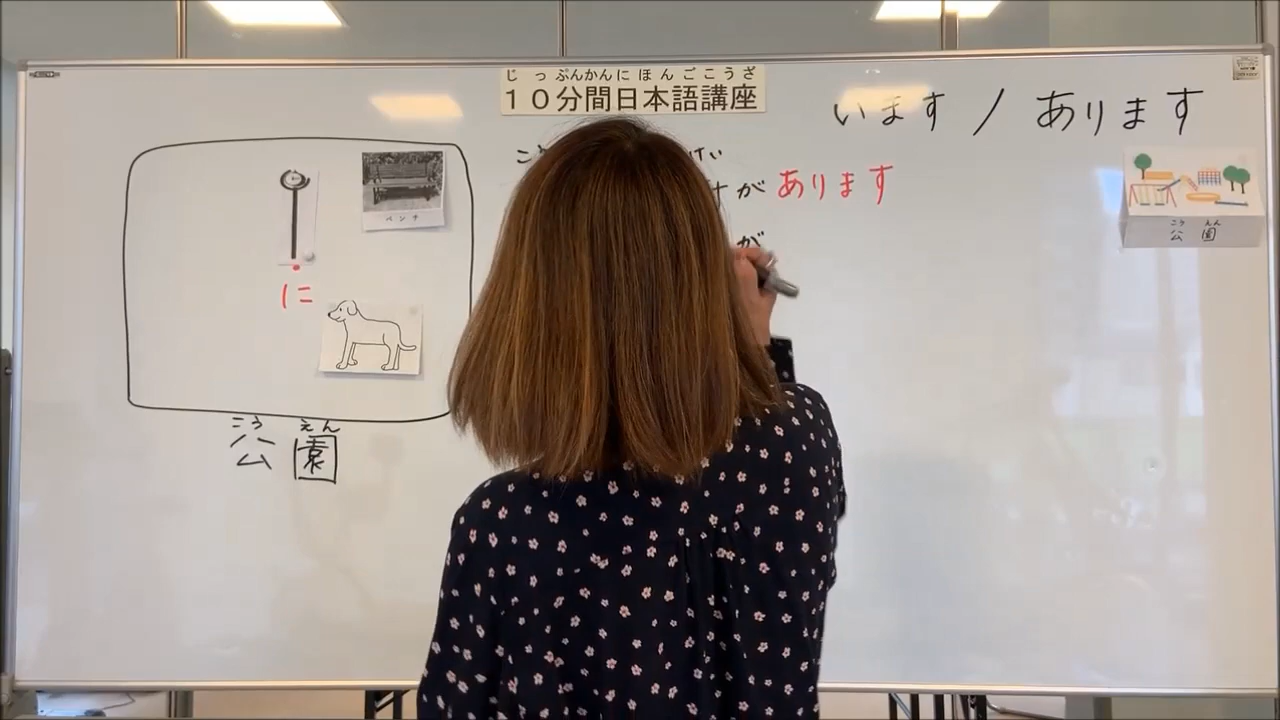 じっぷんかんにほんごこうざ
１０分間日本語講座
います / あります
が あります
が
ベンチ
に
こう えん
公園
こう えん
公園